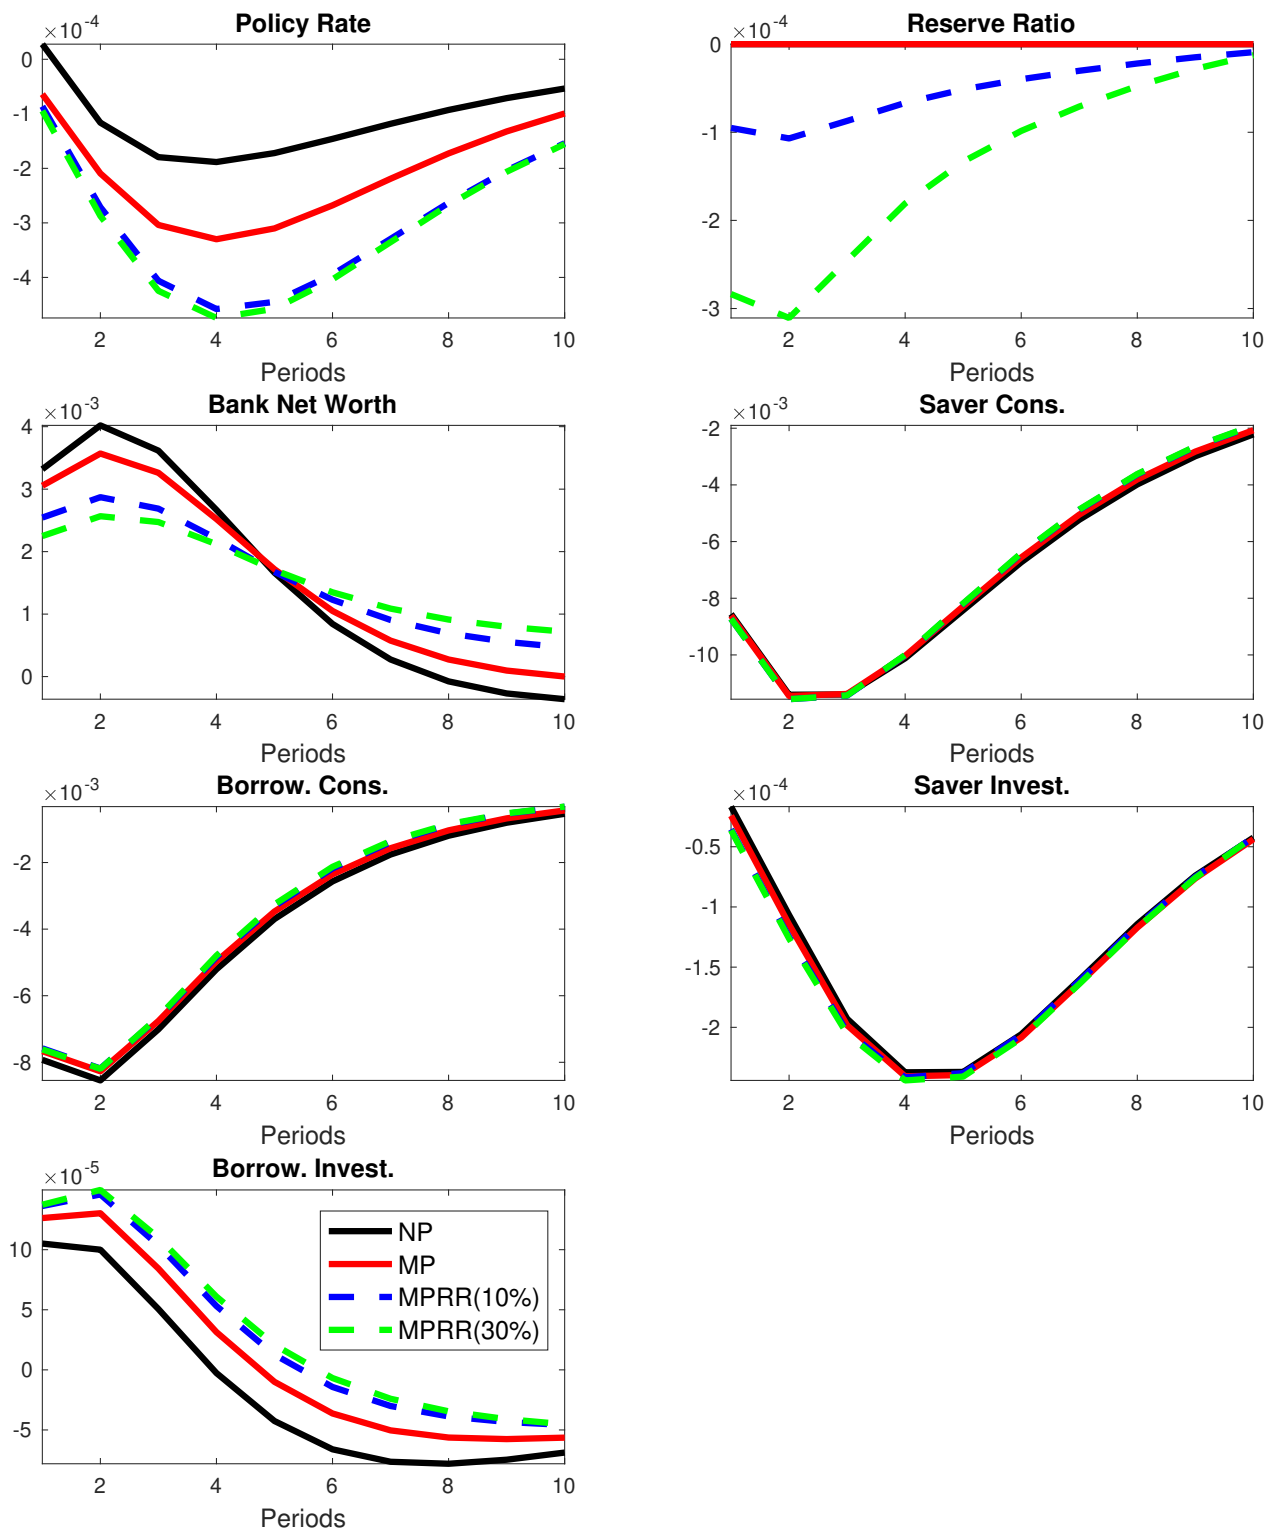 Policy Rate
×10-4
0
-1
-2
-3
-4
2 4 6 8 10
Periods
Reserve Ratio
×10-4
0
-1
-2
-3
2 4 6 8 10
Periods
Bank Net Worth
×10-3
4
3
2
1
0
2 4 6 8 10
Periods
Saver Cons.
×10-3
-2
-4
-6
-8
-10
2 4 6 8 10
Periods
Borrow. Cons.
×10-3
-2
-4
-6
-8
2 4 6 8 10
Periods
Saver Invest.
×10-4
-0.5
-1
-1.5
-2
2 4 6 8 10
Periods
Borrow. Invest.
×10-5
10
5
0
-5
2 4 6 8 10
Periods
NP
MP
MPRR(10%)
MPRR(30%)